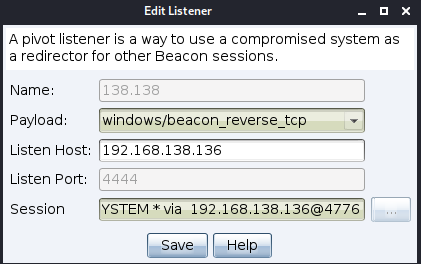 Edit Listener
A pivot listener is a way to use a compromised system as
a redirector for other Beacon sessions.
Name: 138.138
Payload: windows/beacon_reverse_tcp
Listen Host: 192.168.138.136
Listen Port: 4444
Session YSTEM * via 192.168.138.136@4776 ...
Save Help